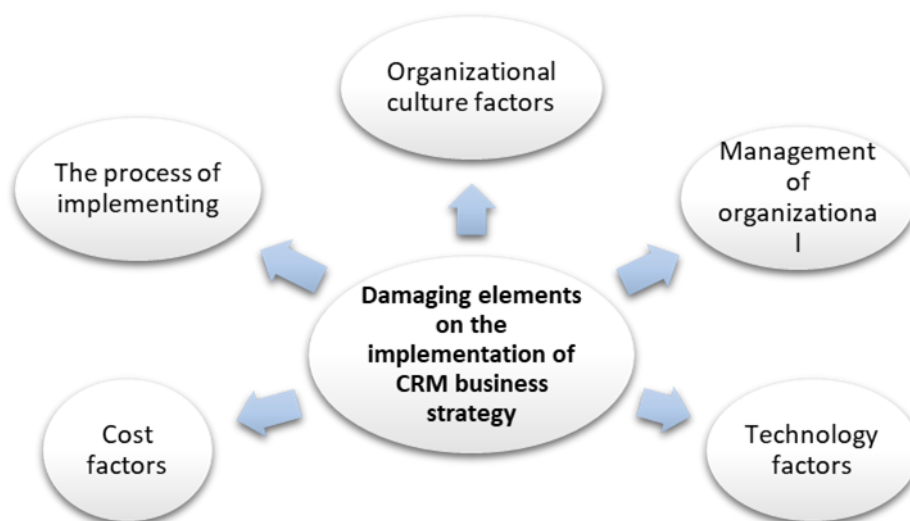 Organizational
culture factors
The process of
implementing
Management
of
organizationa
l
Damaging elements
on the
implementation of
CRM business
strategy
Cost
factors
Technology
factors